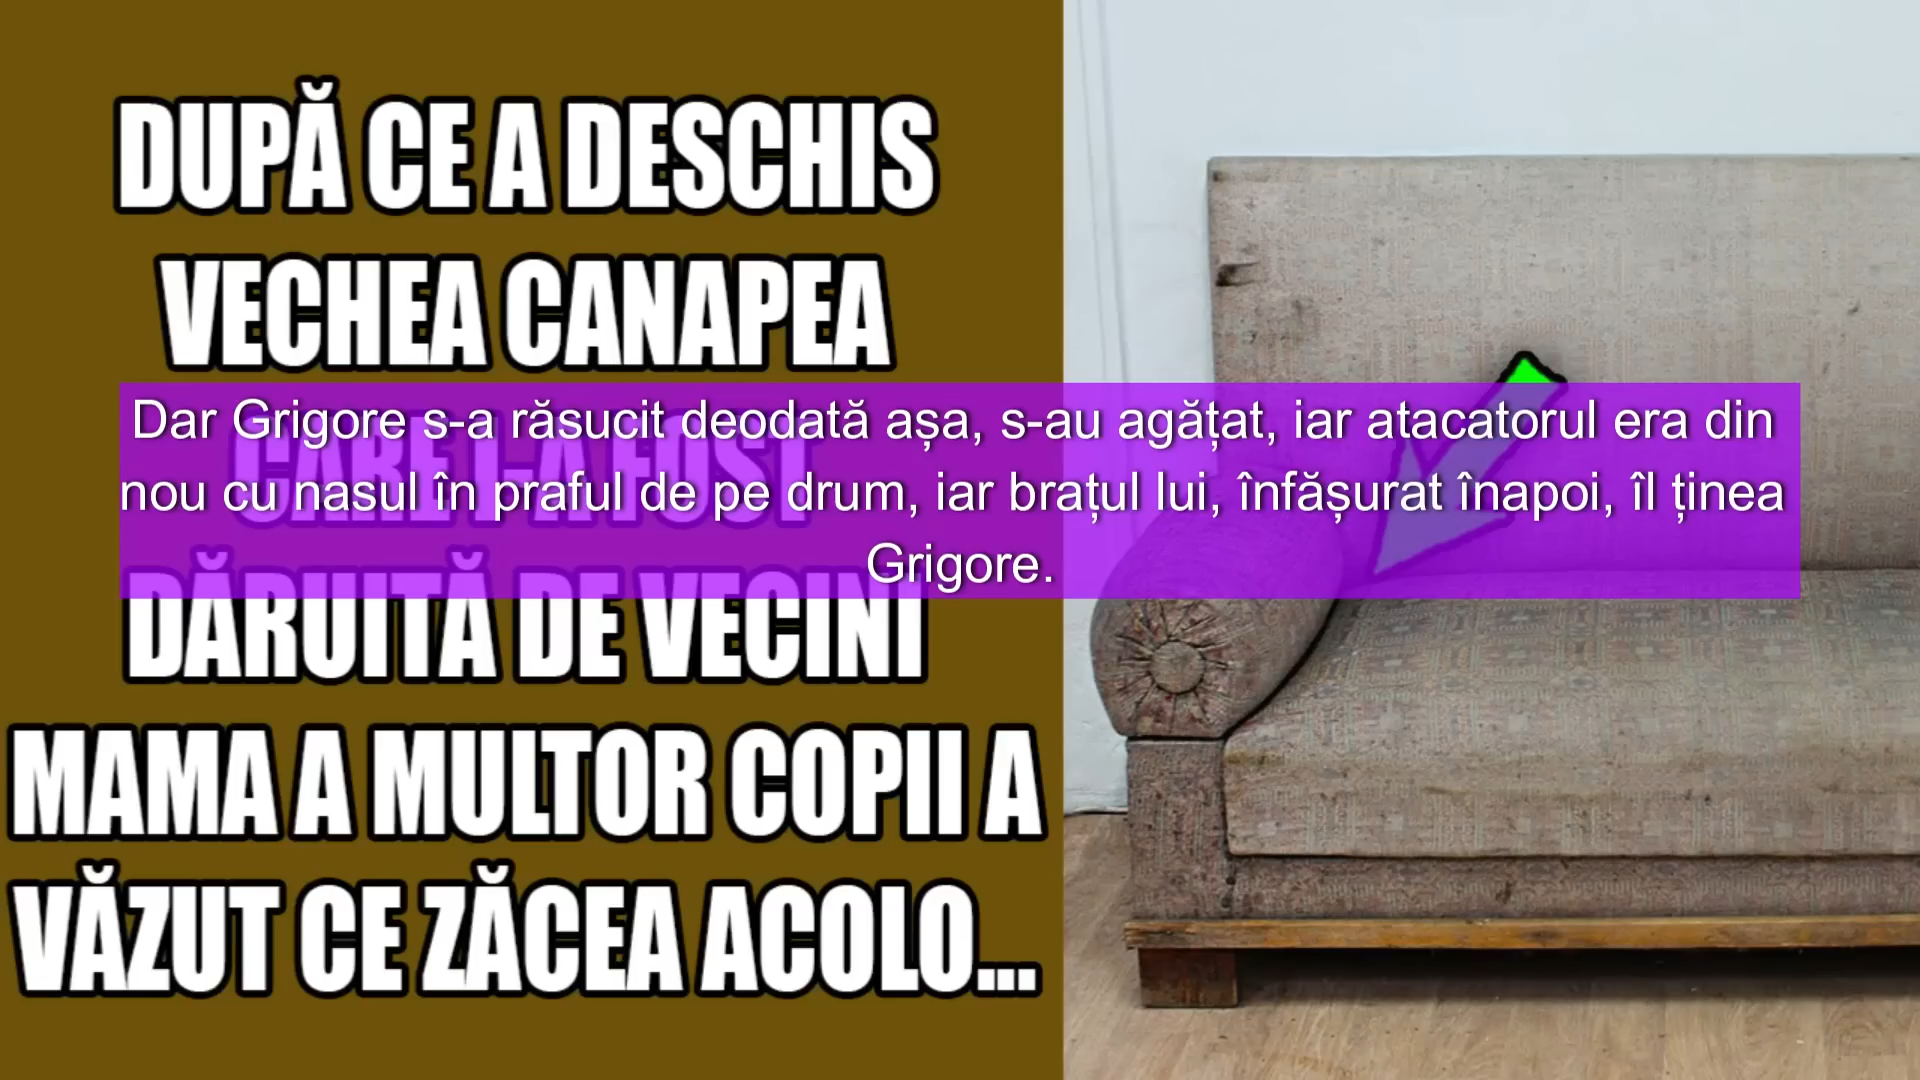 DUPĂ CE A DESCHIS
VECHEA CANAPEA
Dar Grigore s-a răsucit deodată așa, s-au agățat, iar atacatorul era din
nou cu nasul în praful de pe drum, iar brațul lui, înfășurat înapoi, îl ținea
Grigore.
CARE I-A FOST
DĂRUITĂ DE VECINI
MAMA A MULTOR COPII A
VĂZUT CE ZĂCEA ACOLO...